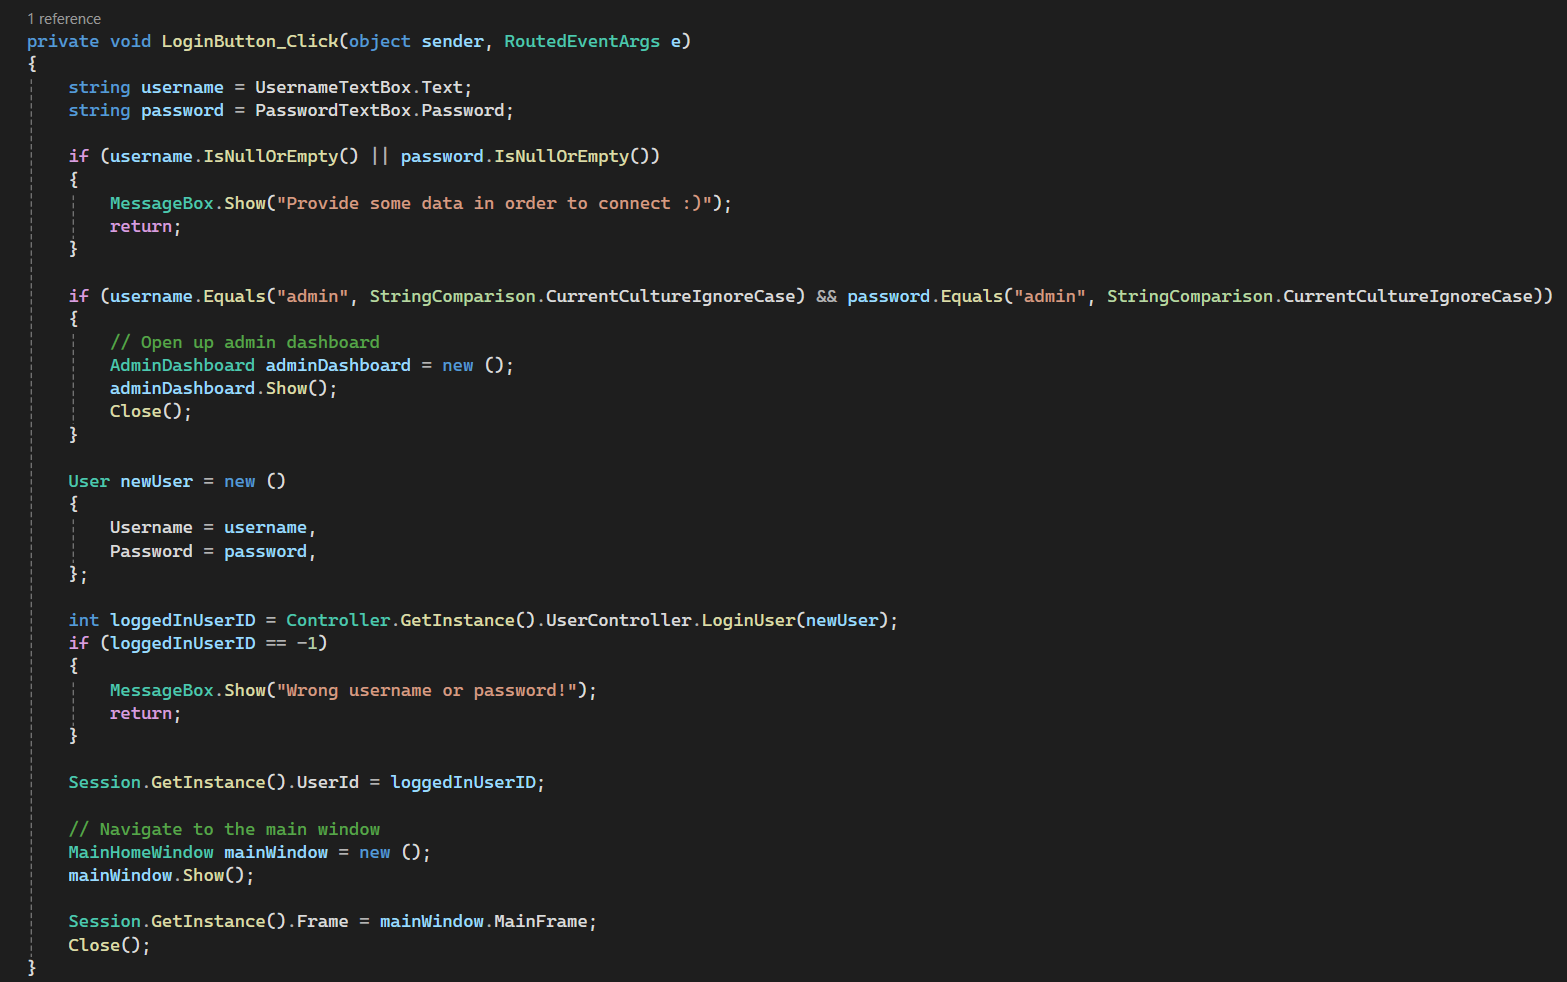 1 reference
private void LoginButton_Click(object sender, RoutedEventArgs e)
{
    string username = UsernameTextBox.Text;
    string password = PasswordTextBox.Password;

    if (username.IsNullOrEmpty() || password.IsNullOrEmpty())
    {
        MessageBox.Show("Provide some data in order to connect :)");
        return;
    }

    if (username.Equals("admin", StringComparison.CurrentCultureIgnoreCase) && password.Equals("admin", StringComparison.CurrentCultureIgnoreCase))
    {
        // Open up admin dashboard
        AdminDashboard adminDashboard = new ();
        adminDashboard.Show();
        Close();
    }

    User newUser = new ()
    {
        Username = username,
        Password = password,
    };

    int loggedInUserID = Controller.GetInstance().UserController.LoginUser(newUser);
    if (loggedInUserID == -1)
    {
        MessageBox.Show("Wrong username or password!");
        return;
    }

    Session.GetInstance().UserId = loggedInUserID;

    // Navigate to the main window
    MainHomeWindow mainWindow = new ();
    mainWindow.Show();

    Session.GetInstance().Frame = mainWindow.MainFrame;
    Close();
}